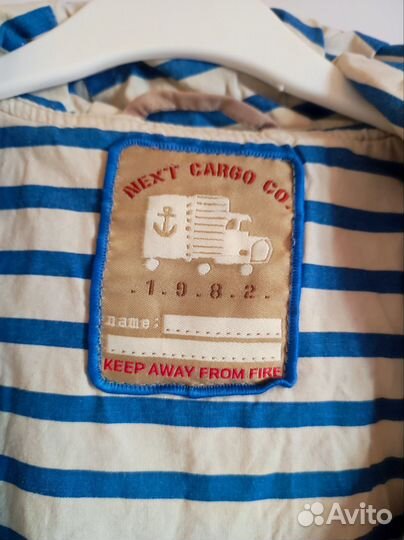 NEXT CARGO CO.
.1.9.8.2.
name:
KEEP AWAY FROM FIRE
Avito